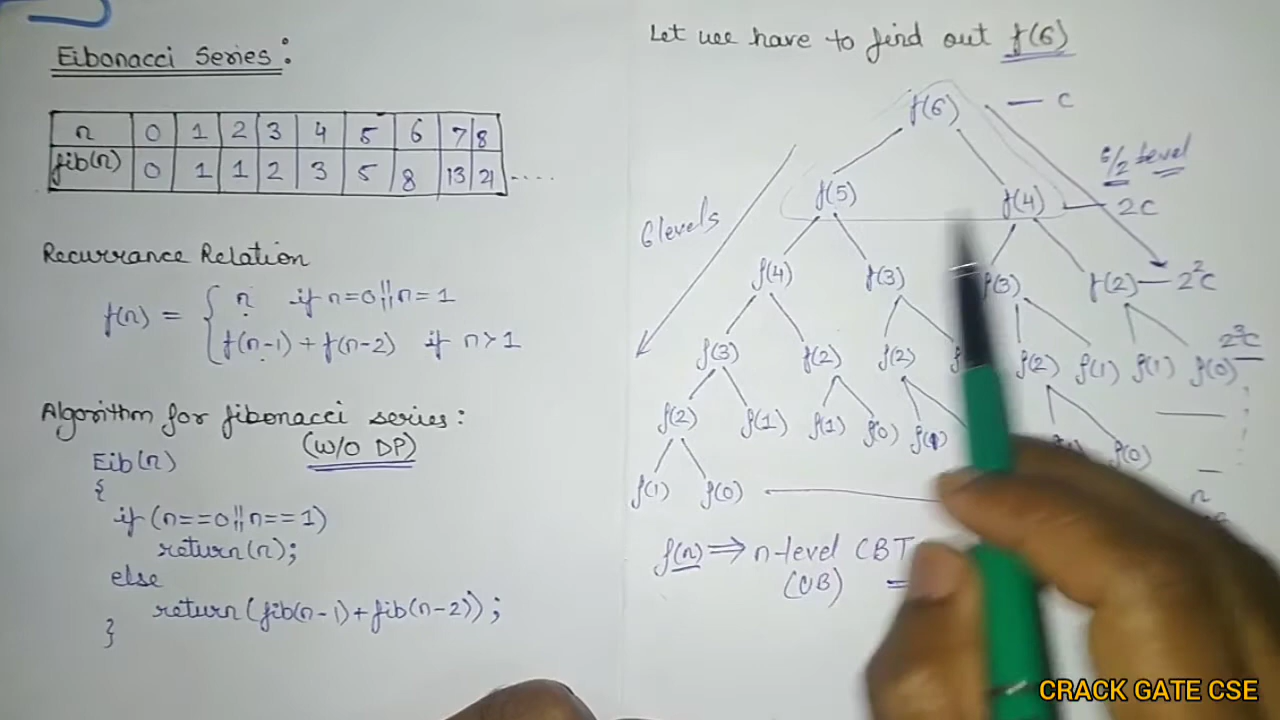 Fibonacci Series:
n 0 1 2 3 4 5 6 7 8
fib(n) 0 1 1 2 3 5 8 13 21 ....
Recurrance Relation
f(n) = { n if n=0||n=1
f(n-1) + f(n-2) if n>1
Algorithm for fibonacci series:
(W/O DP)
Fib(n)
{
if (n==0||n==1)
return(n);
else
return(fib(n-1)+fib(n-2));
}
Let we have to find out f(6)
f(6) — C
6/2 Level
6 levels
f(5) f(4) — 2C
f(4) f(3) f(3) f(2) — 2²C
f(3) f(2) f(2) f(2) f(1) f(1) f(0) 2³C
f(2) f(1) f(1) f(0) f(1) f(0)
f(1) f(0)
n
f(n) ⇒ n-level CBT
(UB)
CRACK GATE CSE